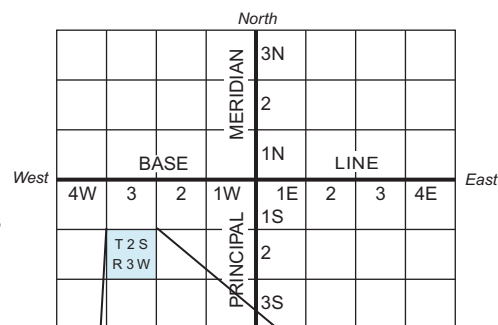 North
3N
MERIDIAN
2
1N
BASE
LINE
West
East
4W 3 2 1W 1E 2 3 4E
1S
T 2 S
R 3 W
2
PRINCIPAL
3S